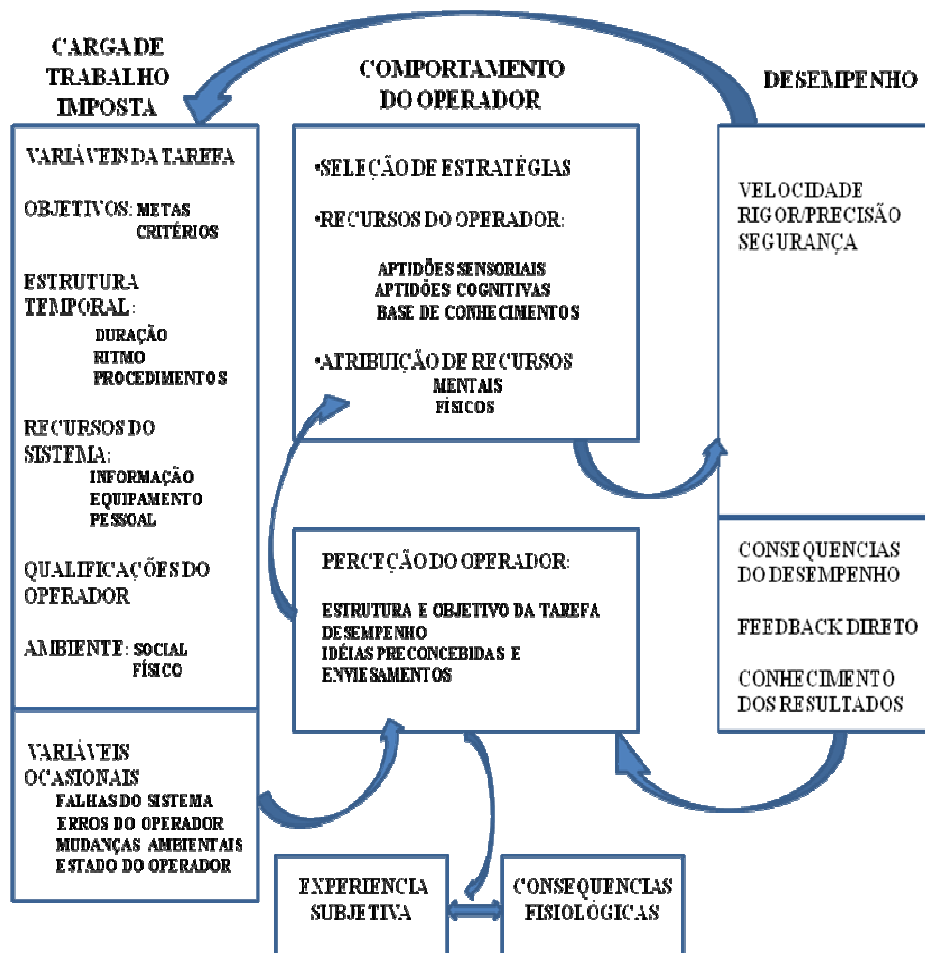 CARGA DE
TRABALHO
IMPOSTA
VARIÁVEIS DA TAREFA
OBJETIVOS: METAS
CRITÉRIOS
ESTRUTURA
TEMPORAL:
DURAÇÃO
RITMO
PROCEDIMENTOS
RECURSOS DO
SISTEMA:
INFORMAÇÃO
EQUIPAMENTO
PESSOAL
QUALIFICAÇÕES DO
OPERADOR
AMBIENTE: SOCIAL
FÍSICO
VARIÁVEIS
OCASIONAIS
FALHAS DO SISTEMA
ERROS DO OPERADOR
MUDANÇAS AMBIENTAIS
ESTADO DO OPERADOR
COMPORTAMENTO
DO OPERADOR
•SELEÇÃO DE ESTRATÉGIAS
•RECURSOS DO OPERADOR:
APTIDÕES SENSORIAIS
APTIDÕES COGNITIVAS
BASE DE CONHECIMENTOS
•ATRIBUIÇÃO DE RECURSOS
MENTAIS
FÍSICOS
PERCEÇÃO DO OPERADOR:
ESTRUTURA E OBJETIVO DA TAREFA
DESEMPENHO
IDÉIAS PRECONCEBIDAS E
ENVIESAMENTOS
EXPERIENCIA
SUBJETIVA
CONSEQUENCIAS
FISIOLÓGICAS
DESEMPENHO
VELOCIDADE
RIGOR/PRECISÃO
SEGURANÇA
CONSEQUENCIAS
DO DESEMPENHO
FEEDBACK DIRETO
CONHECIMENTO
DOS RESULTADOS